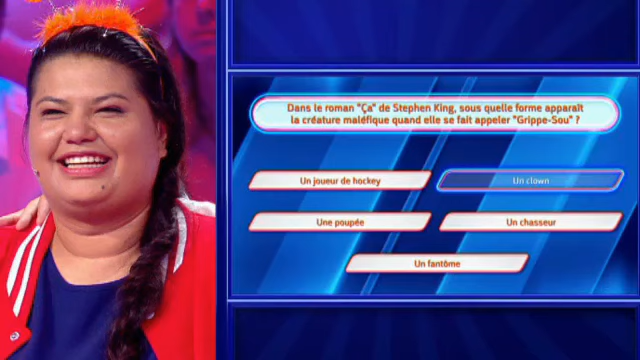 Dans le roman "Ça" de Stephen King, sous quelle forme apparaît
la créature maléfique quand elle se fait appeler "Grippe-Sou" ?
Un joueur de hockey
Un clown
Une poupée
Un chasseur
Un fantôme